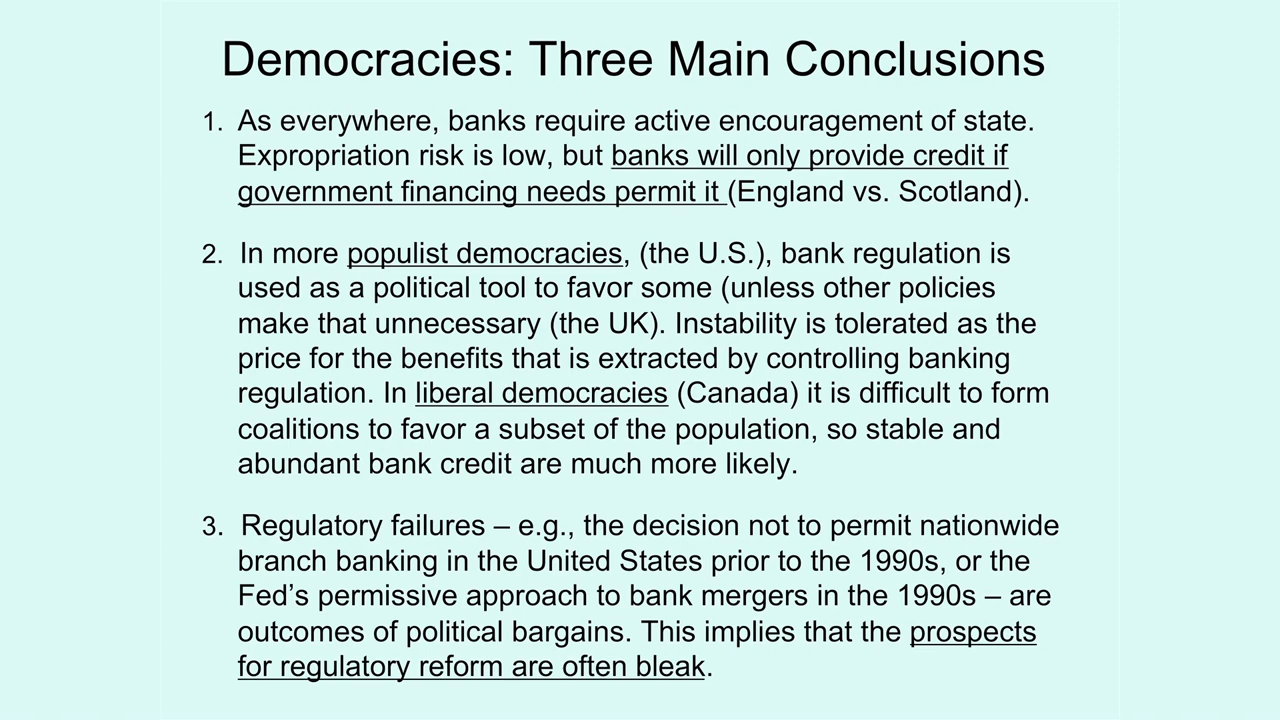 Democracies: Three Main Conclusions
1. As everywhere, banks require active encouragement of state.
Expropriation risk is low, but banks will only provide credit if
government financing needs permit it (England vs. Scotland).
2. In more populist democracies, (the U.S.), bank regulation is
used as a political tool to favor some (unless other policies
make that unnecessary (the UK). Instability is tolerated as the
price for the benefits that is extracted by controlling banking
regulation. In liberal democracies (Canada) it is difficult to form
coalitions to favor a subset of the population, so stable and
abundant bank credit are much more likely.
3. Regulatory failures – e.g., the decision not to permit nationwide
branch banking in the United States prior to the 1990s, or the
Fed’s permissive approach to bank mergers in the 1990s – are
outcomes of political bargains. This implies that the prospects
for regulatory reform are often bleak.